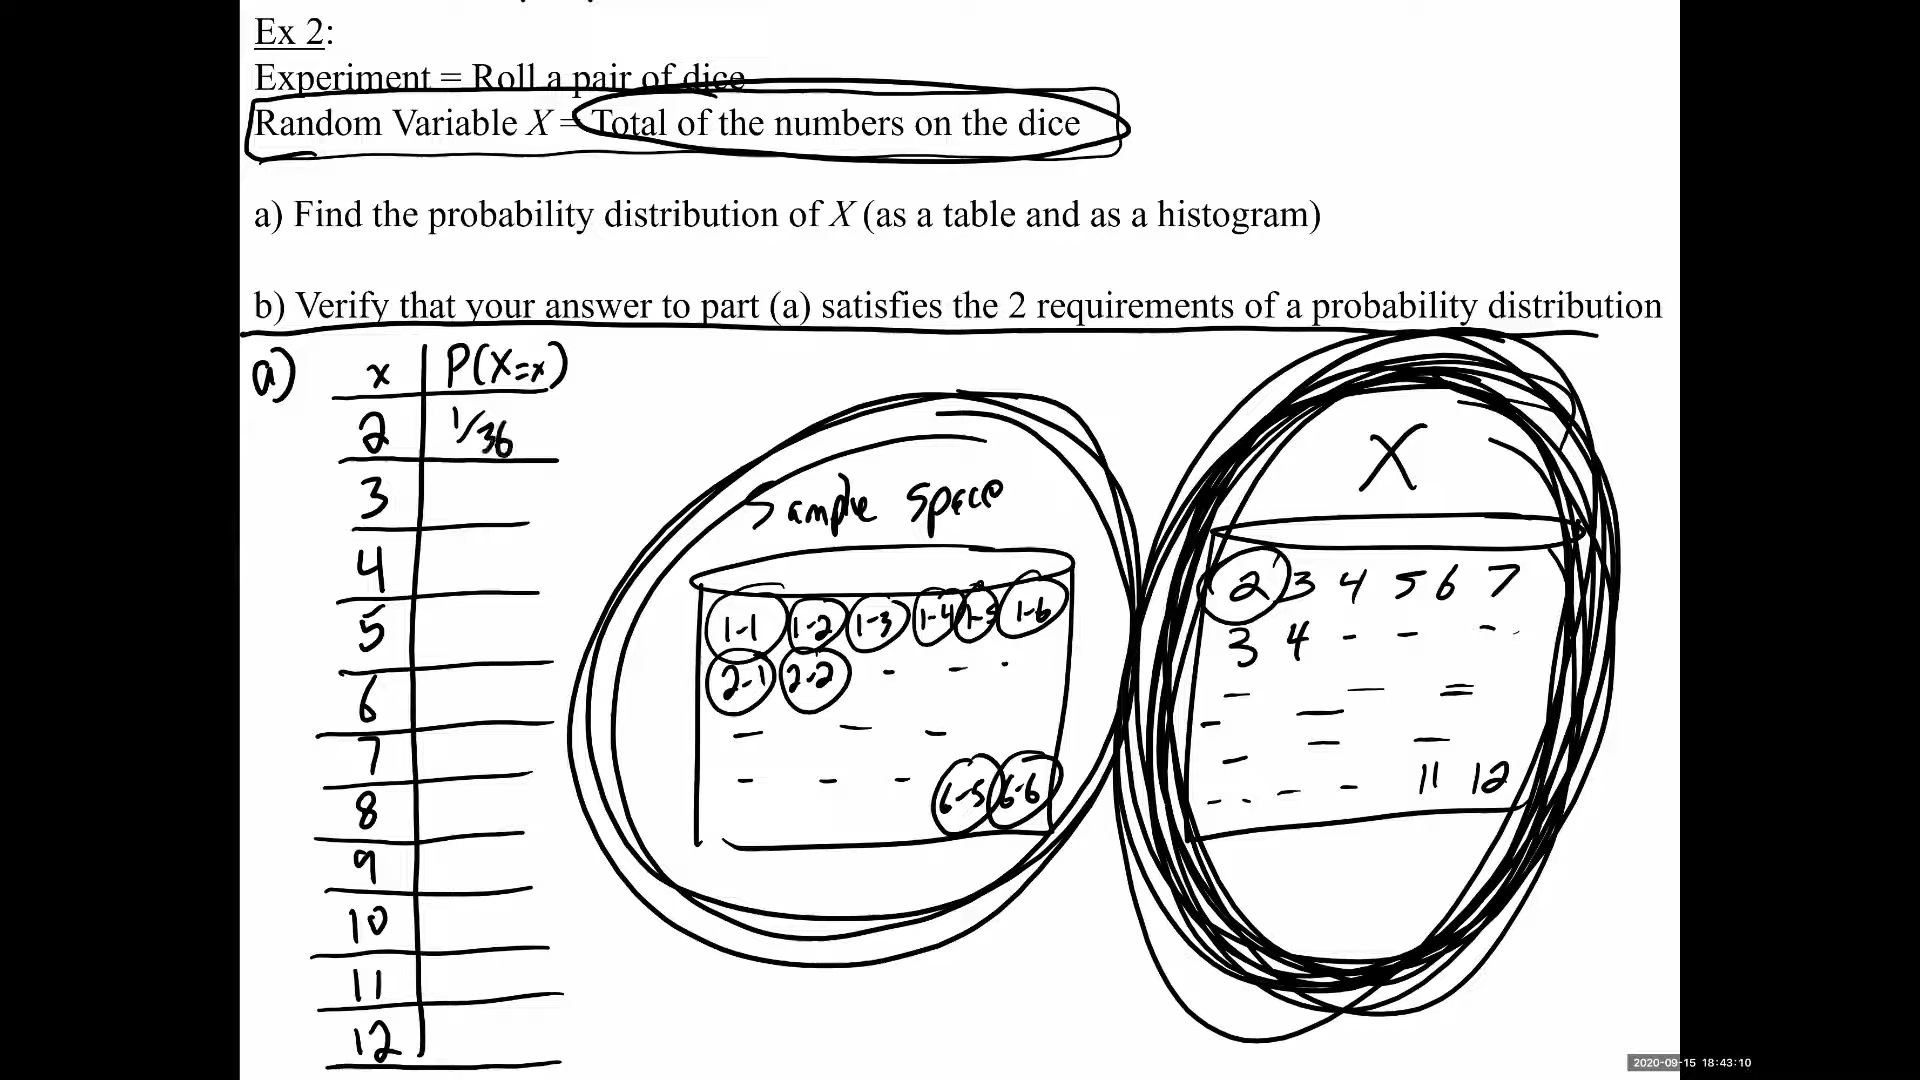 Ex 2:
Experiment = Roll a pair of dice
Random Variable X = Total of the numbers on the dice
a) Find the probability distribution of X (as a table and as a histogram)
b) Verify that your answer to part (a) satisfies the 2 requirements of a probability distribution
a)
x P(X=x)
2 1/36
3
4
5
6
7
8
9
10
11
12
Sample Space
1-1 1-2 1-3 1-4 1-5 1-6
2-1 2-2 - - -
- - -
- - - 6-5 6-6
X
2 3 4 5 6 7
3 4 - - -
11 12
2020-09-15 18:43:10